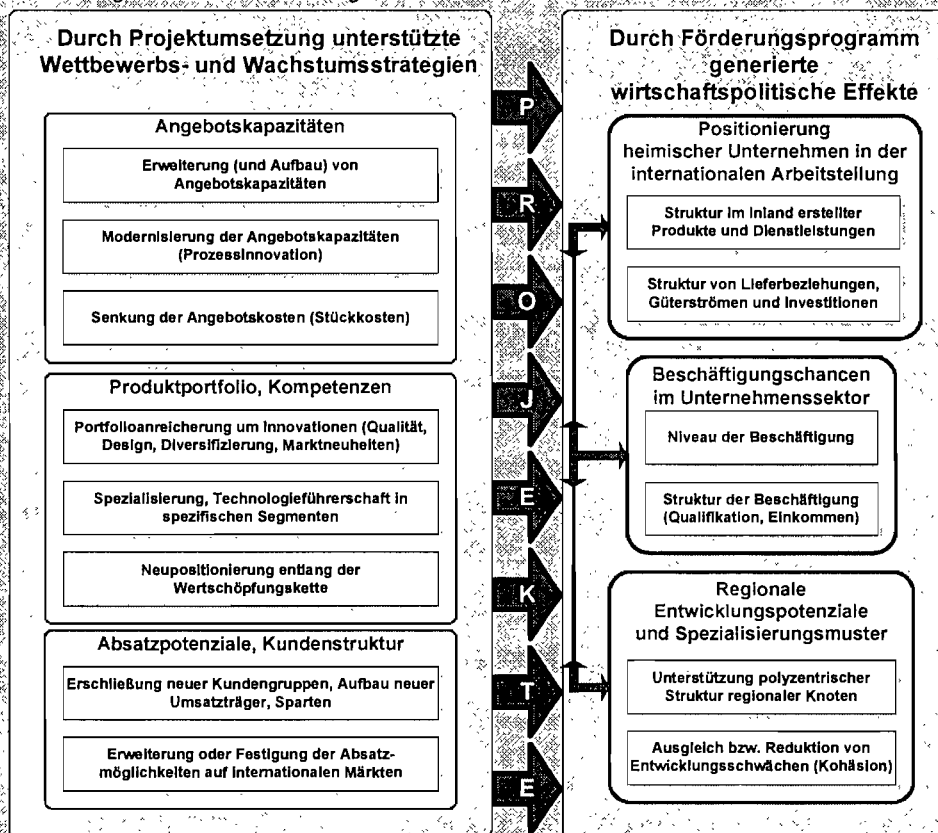 Durch Projektumsetzung unterstützte
Wettbewerbs- und Wachstumsstrategien
Angebotskapazitäten
Erweiterung (und Aufbau) von
Angebotskapazitäten
Modernisierung der Angebotskapazitäten
(Prozessinnovation)
Senkung der Angebotskosten (Stückkosten)
Produktportfolio, Kompetenzen
Portfolioanreicherung um Innovationen (Qualität,
Design, Diversifizierung, Marktneuheiten)
Spezialisierung, Technologieführerschaft in
spezifischen Segmenten
Neupositionierung entlang der
Wertschöpfungskette
Absatzpotenziale, Kundenstruktur
Erschließung neuer Kundengruppen, Aufbau neuer
Umsatzträger, Sparten
Erweiterung oder Festigung der Absatz-
möglichkeiten auf internationalen Märkten
P
R
O
J
E
K
T
E
Durch Förderungsprogramm
generierte
wirtschaftspolitische Effekte
Positionierung
heimischer Unternehmen in der
internationalen Arbeitstellung
Struktur im Inland erstellter
Produkte und Dienstleistungen
Struktur von Lieferbeziehungen,
Güterströmen und Investitionen
Beschäftigungschancen
im Unternehmenssektor
Niveau der Beschäftigung
Struktur der Beschäftigung
(Qualifikation, Einkommen)
Regionale
Entwicklungspotenziale
und Spezialisierungsmuster
Unterstützung polyzentrischer
Struktur regionaler Knoten
Ausgleich bzw. Reduktion von
Entwicklungsschwächen (Kohäsion)